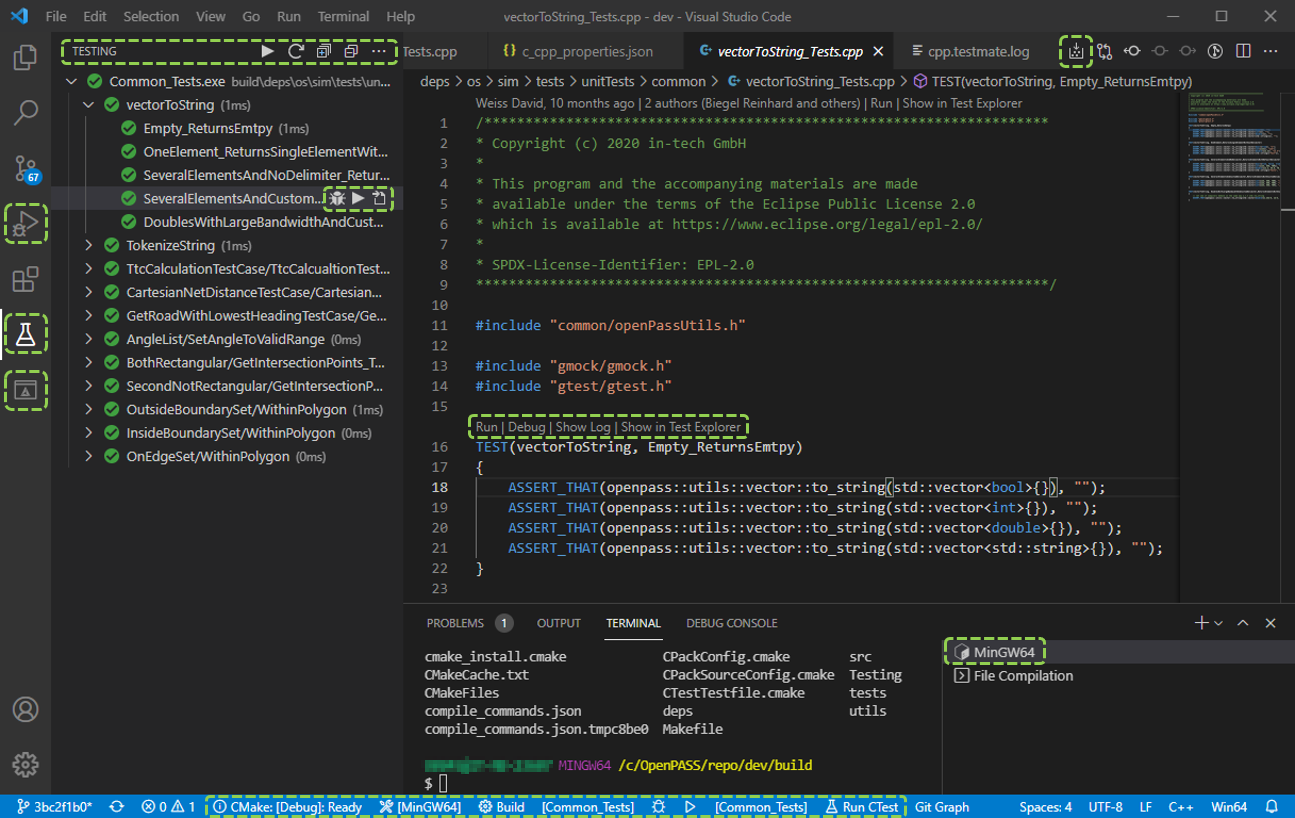 File Edit Selection View Go Run Terminal Help
vectorToString_Tests.cpp - dev - Visual Studio Code
TESTING
Tests.cpp
{} c_cpp_properties.json
vectorToString_Tests.cpp
cpp.testmate.log
Common_Tests.exe build\deps\os\sim\tests\un...
vectorToString (1ms)
Empty_ReturnsEmtpy (1ms)
OneElement_ReturnsSingleElementWit...
SeveralElementsAndNoDelimiter_Retur...
SeveralElementsAndCustom...
DoublesWithLargeBandwidthAndCust...
TokenizeString (1ms)
TtcCalculationTestCase/TtcCalcualtionTest...
CartesianNetDistanceTestCase/Cartesian...
GetRoadWithLowestHeadingTestCase/Ge...
AngleList/SetAngleToValidRange (0ms)
BothRectangular/GetIntersectionPoints_T...
SecondNotRectangular/GetIntersectionP...
OutsideBoundarySet/WithinPolygon (1ms)
InsideBoundarySet/WithinPolygon (0ms)
OnEdgeSet/WithinPolygon (0ms)
67
deps > os > sim > tests > unitTests > common > vectorToString_Tests.cpp > TEST(vectorToString, Empty_ReturnsEmtpy)
Weiss David, 10 months ago | 2 authors (Biegel Reinhard and others) | Run | Show in Test Explorer
1 /**********************************************************************
2 * Copyright (c) 2020 in-tech GmbH
3 *
4 * This program and the accompanying materials are made
5 * available under the terms of the Eclipse Public License 2.0
6 * which is available at https://www.eclipse.org/legal/epl-2.0/
7 *
8 * SPDX-License-Identifier: EPL-2.0
9 **********************************************************************/
10
11 #include "common/openPassUtils.h"
12
13 #include "gmock/gmock.h"
14 #include "gtest/gtest.h"
15
Run | Debug | Show Log | Show in Test Explorer
16 TEST(vectorToString, Empty_ReturnsEmtpy)
17 {
18 ASSERT_THAT(openpass::utils::vector::to_string(std::vector<bool>{}), "");
19 ASSERT_THAT(openpass::utils::vector::to_string(std::vector<int>{}), "");
20 ASSERT_THAT(openpass::utils::vector::to_string(std::vector<double>{}), "");
21 ASSERT_THAT(openpass::utils::vector::to_string(std::vector<std::string>{}), "");
22 }
23
PROBLEMS 1 OUTPUT TERMINAL DEBUG CONSOLE
cmake_install.cmake CPackConfig.cmake src
CMakeCache.txt CPackSourceConfig.cmake Testing
CMakeFiles CTestTestfile.cmake tests
compile_commands.json deps utils
compile_commands.json.tmpc8be0 Makefile
MINGW64 /c/OpenPASS/repo/dev/build
$
MinGW64
File Compilation
3bc2f1b0* 0 1 CMake: [Debug]: Ready [MinGW64] Build [Common_Tests] [Common_Tests] Run CTest Git Graph Spaces: 4 UTF-8 LF C++ Win64